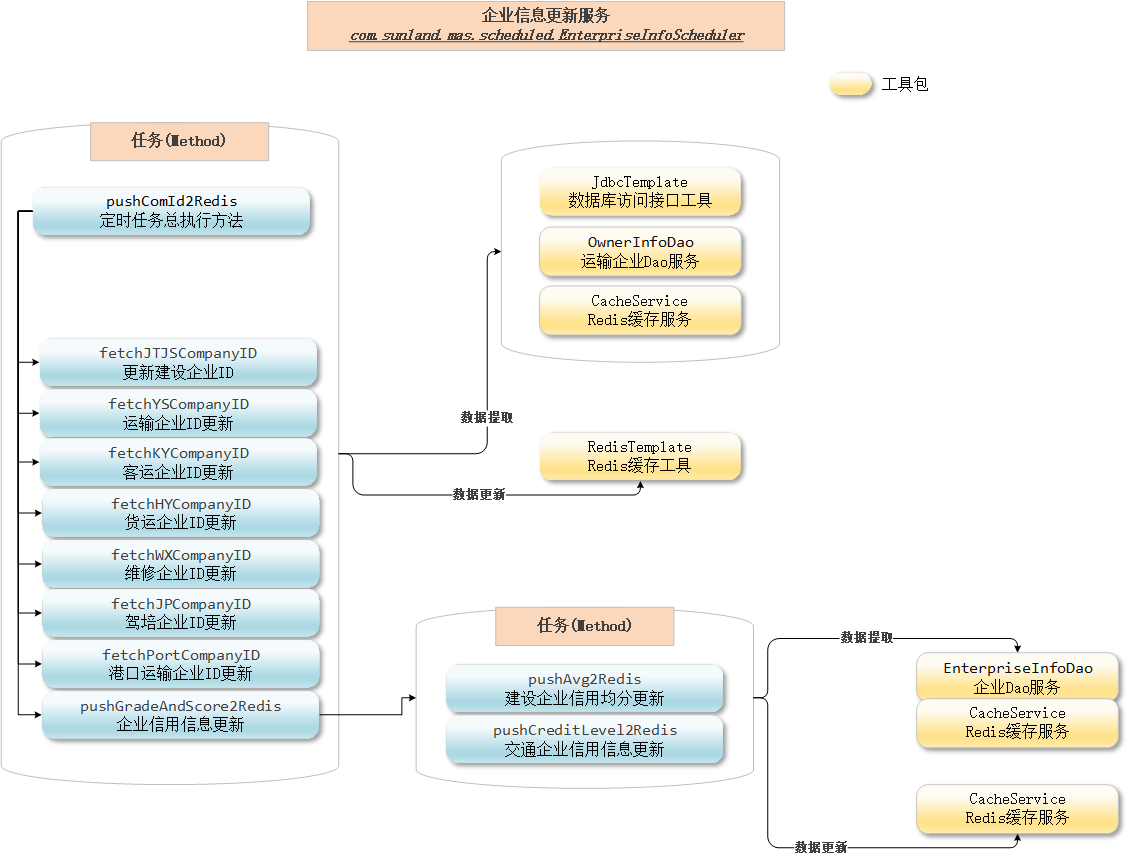 企业信息更新服务
com.sunland.mas.scheduled.EnterpriseInfoScheduler
工具包
任务(Method)
pushComId2Redis
定时任务总执行方法
fetchJTJSCompanyID
更新建设企业ID
fetchYSCompanyID
运输企业ID更新
fetchKYCompanyID
客运企业ID更新
fetchHYCompanyID
货运企业ID更新
fetchWXCompanyID
维修企业ID更新
fetchJPCompanyID
驾培企业ID更新
fetchPortCompanyID
港口运输企业ID更新
pushGradeAndScore2Redis
企业信用信息更新
JdbcTemplate
数据库访问接口工具
OwnerInfoDao
运输企业Dao服务
CacheService
Redis缓存服务
数据提取
RedisTemplate
Redis缓存工具
数据更新
任务(Method)
pushAvg2Redis
建设企业信用均分更新
pushCreditLevel2Redis
交通企业信用信息更新
数据提取
EnterpriseInfoDao
企业Dao服务
CacheService
Redis缓存服务
CacheService
Redis缓存服务
数据更新